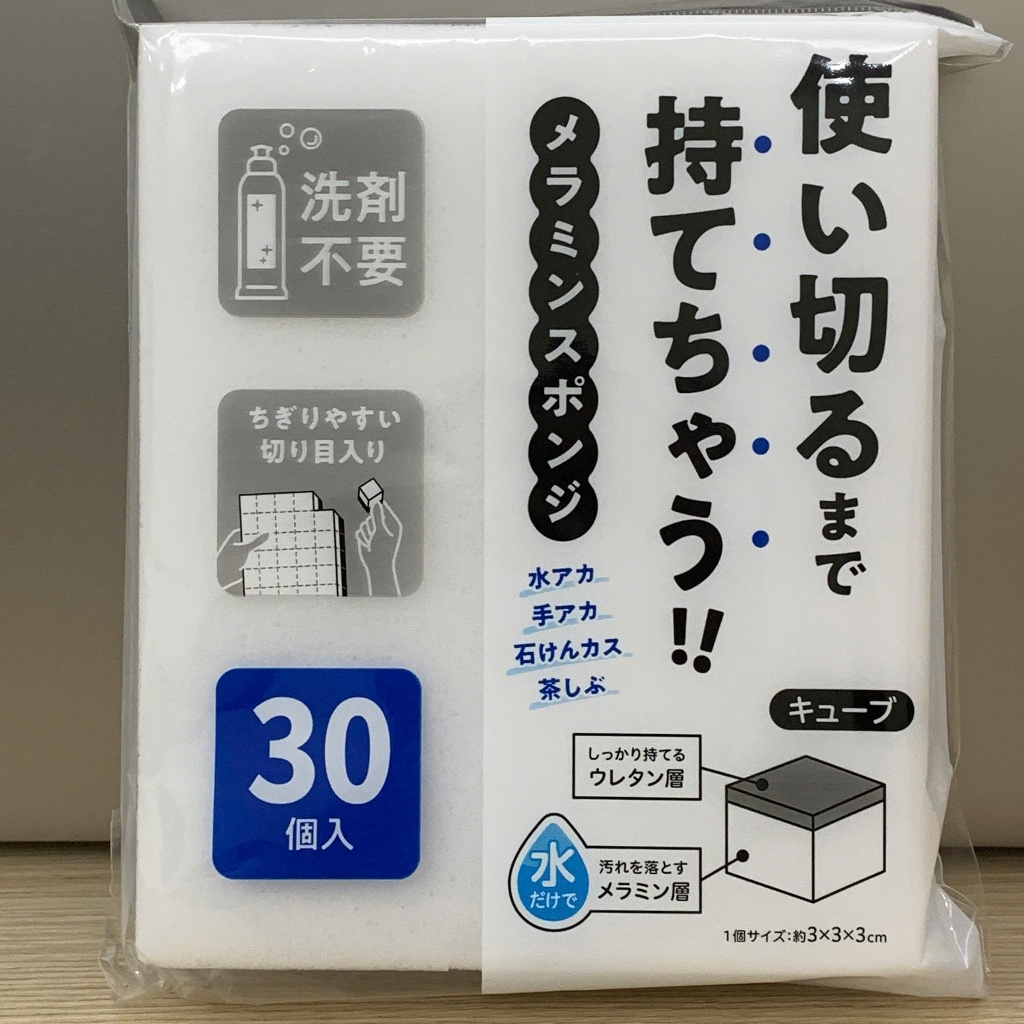 使い切るまで
持てちゃう!!
メラミンスポンジ
水アカ
手アカ
石けんカス
茶しぶ
キューブ
しっかり持てる
ウレタン層
水
だけで
汚れを落とす
メラミン層
1個サイズ:約3×3×3cm
洗剤
不要
ちぎりやすい
切り目入り
30
個入